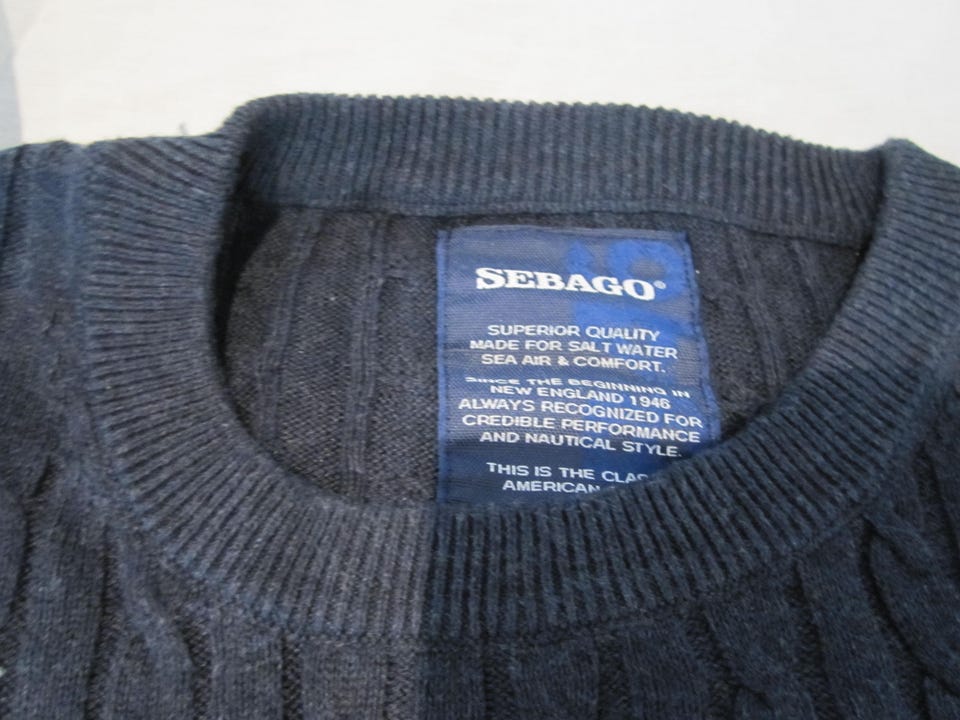 SEBAGO®
SUPERIOR QUALITY
MADE FOR SALT WATER
SEA AIR & COMFORT.
SINCE THE BEGINNING IN
NEW ENGLAND 1946
ALWAYS RECOGNIZED FOR
CREDIBLE PERFORMANCE
AND NAUTICAL STYLE.
THIS IS THE
AMERICAN